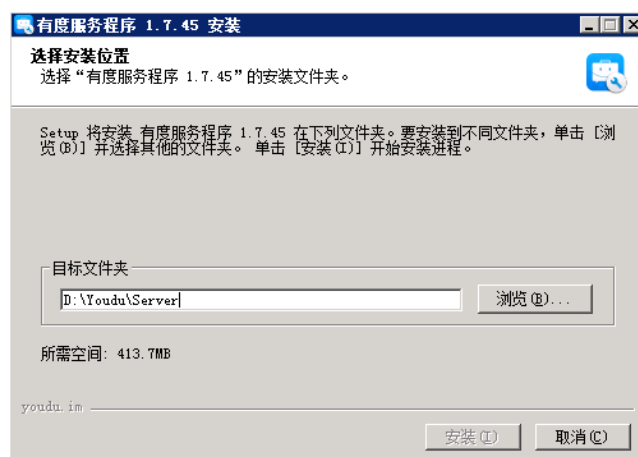 有度服务程序 1.7.45 安装
选择安装位置
选择“有度服务程序 1.7.45”的安装文件夹。
Setup 将安装 有度服务程序 1.7.45 在下列文件夹。要安装到不同文件夹，单击 [浏
览(B)] 并选择其他的文件夹。 单击 [安装(I)] 开始安装进程。
目标文件夹
D:\Youdu\Server
浏览(B)...
所需空间: 413.7MB
youdu.im
安装(I)
取消(C)